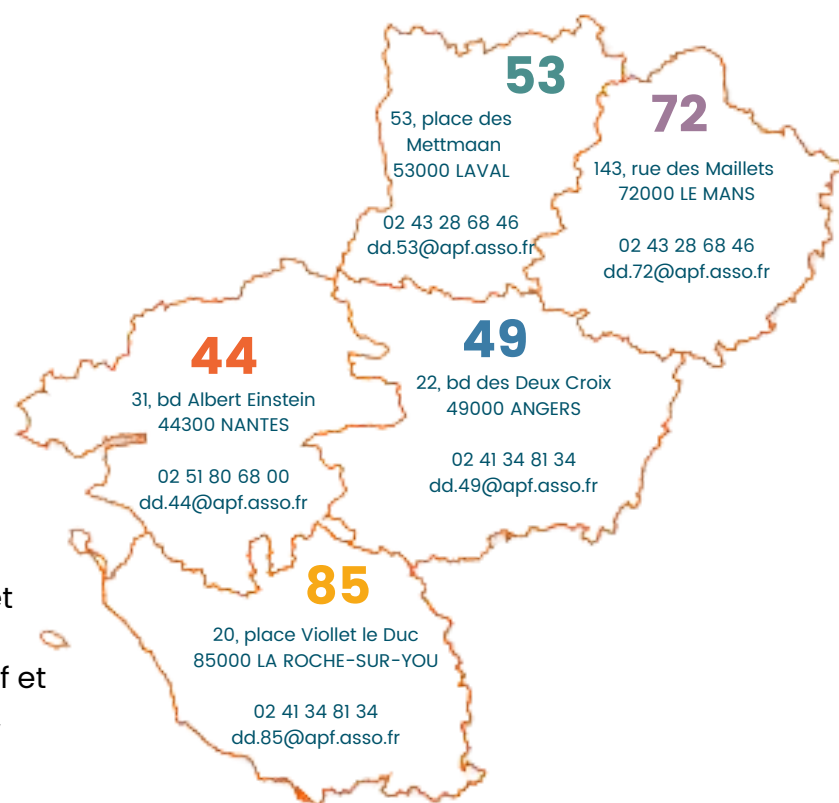 53
53, place des
Mettmaan
53000 LAVAL
02 43 28 68 46
dd.53@apf.asso.fr
72
143, rue des Maillets
72000 LE MANS
02 43 28 68 46
dd.72@apf.asso.fr
44
31, bd Albert Einstein
44300 NANTES
02 51 80 68 00
dd.44@apf.asso.fr
49
22, bd des Deux Croix
49000 ANGERS
02 41 34 81 34
dd.49@apf.asso.fr
85
20, place Viollet le Duc
85000 LA ROCHE-SUR-YOU
02 41 34 81 34
dd.85@apf.asso.fr
et